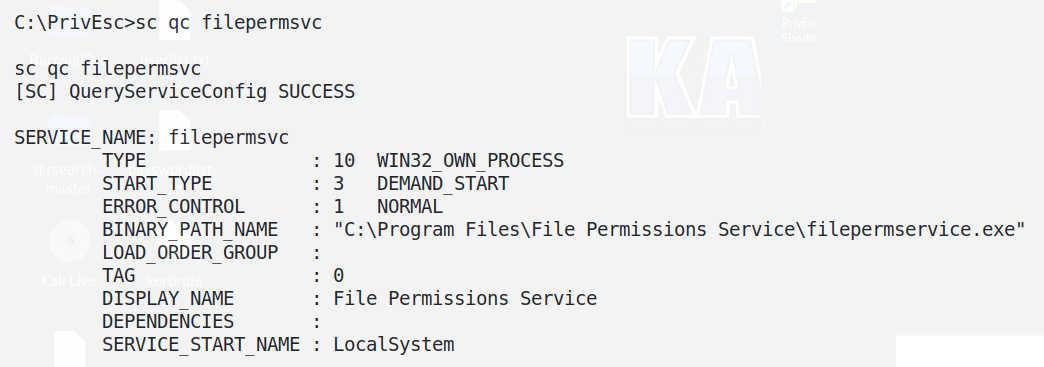 C:\PrivEsc>sc qc filepermsvc
sc qc filepermsvc
[SC] QueryServiceConfig SUCCESS
SERVICE_NAME: filepermsvc
        TYPE               : 10  WIN32_OWN_PROCESS
        START_TYPE         : 3   DEMAND_START
        ERROR_CONTROL      : 1   NORMAL
        BINARY_PATH_NAME   : "C:\Program Files\File Permissions Service\filepermservice.exe"
        LOAD_ORDER_GROUP   :
        TAG                : 0
        DISPLAY_NAME       : File Permissions Service
        DEPENDENCIES       :
        SERVICE_START_NAME : LocalSystem
PrivEs-
Shortc
KA
dirsearch-
master
Kali Live
kerbrute